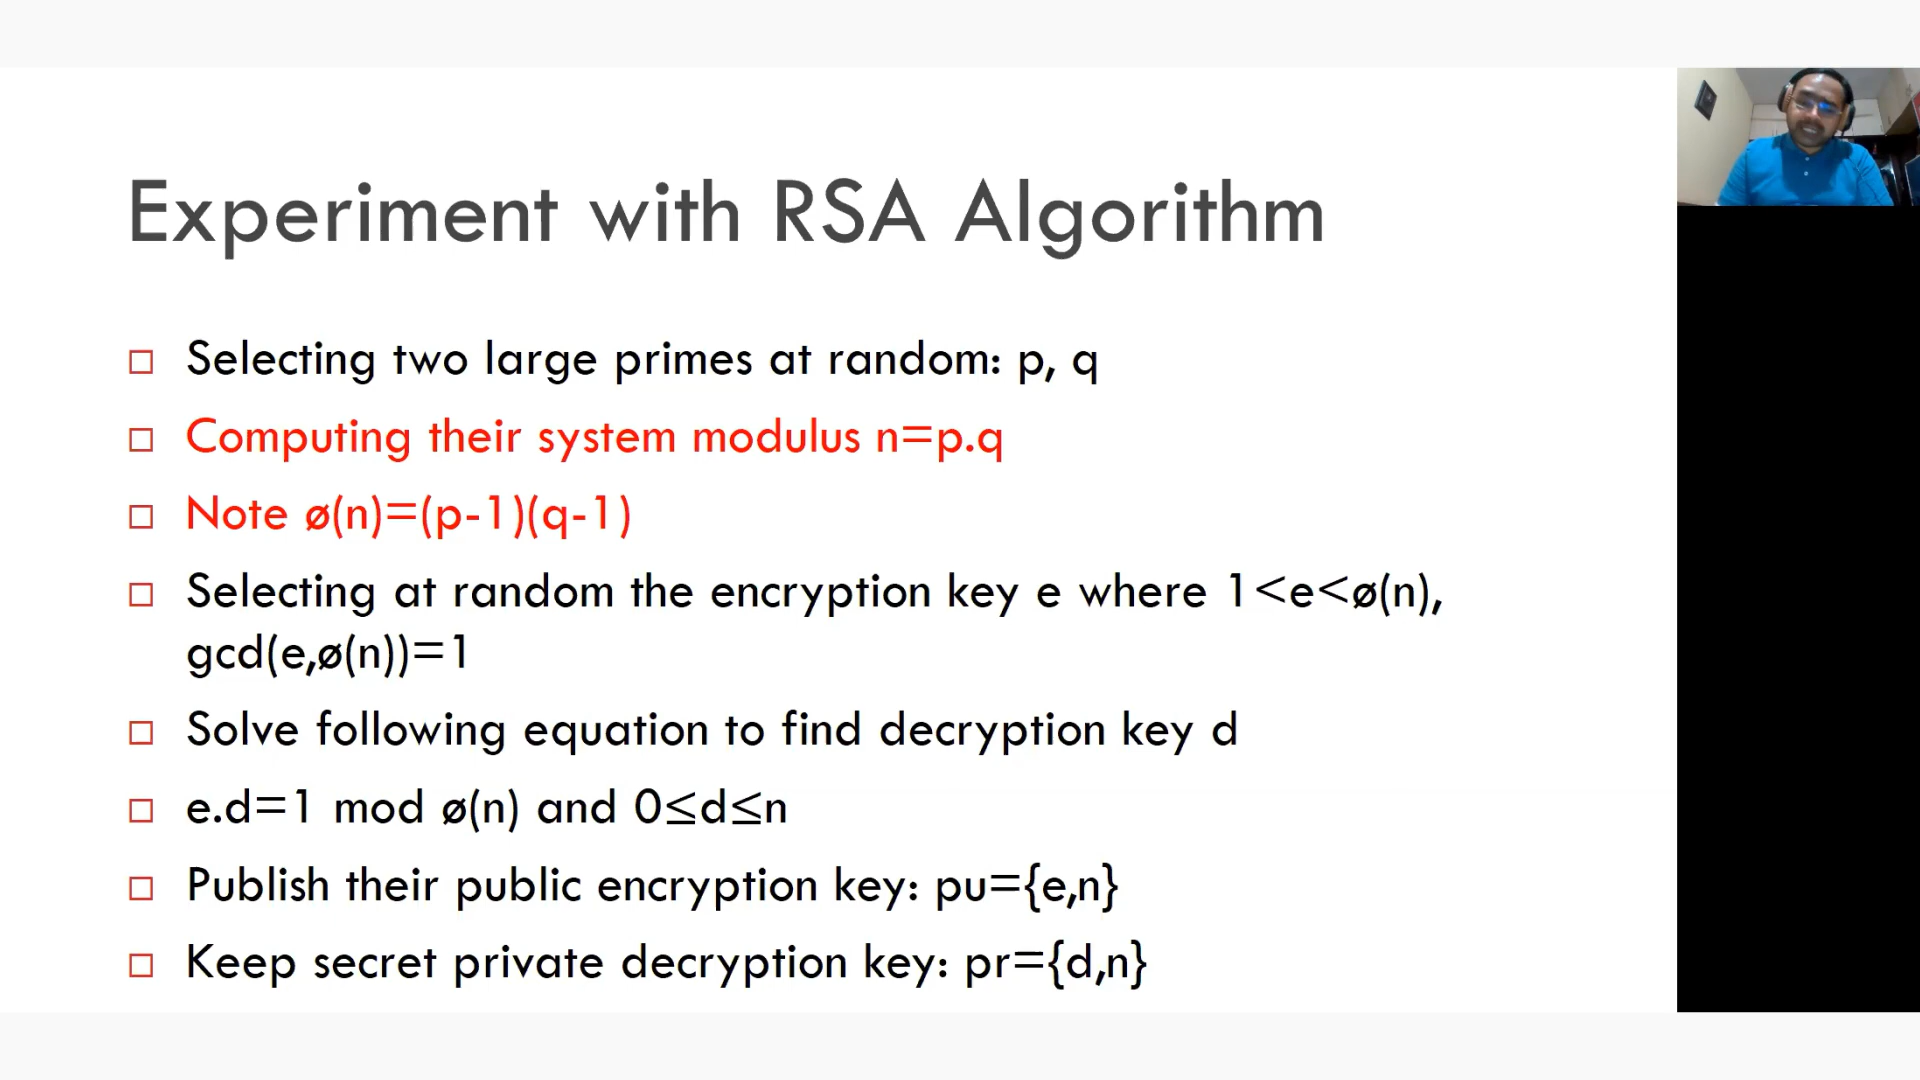 Experiment with RSA Algorithm
Selecting two large primes at random: p, q
Computing their system modulus n=p.q
Note ø(n)=(p-1)(q-1)
Selecting at random the encryption key e where 1<e<ø(n),
gcd(e,ø(n))=1
Solve following equation to find decryption key d
e.d=1 mod ø(n) and 0≤d≤n
Publish their public encryption key: pu={e,n}
Keep secret private decryption key: pr={d,n}